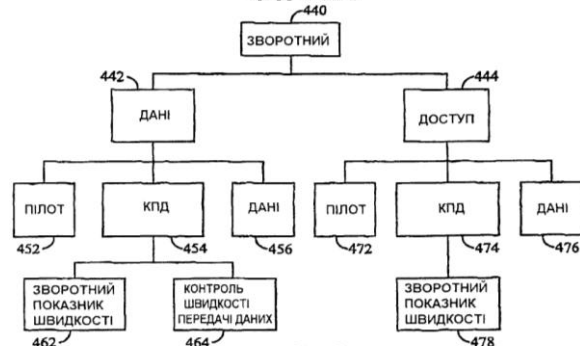 440
ЗВОРОТНИЙ
442
444
ДАНІ
ДОСТУП
ПІЛОТ
КПД
ДАНІ
ПІЛОТ
КПД
ДАНІ
452
454
456
472
474
476
ЗВОРОТНИЙ
ПОКАЗНИК
ШВИДКОСТІ
КОНТРОЛЬ
ШВИДКОСТІ
ПЕРЕДАЧІ ДАНИХ
ЗВОРОТНИЙ
ПОКАЗНИК
ШВИДКОСТІ
462
464
478